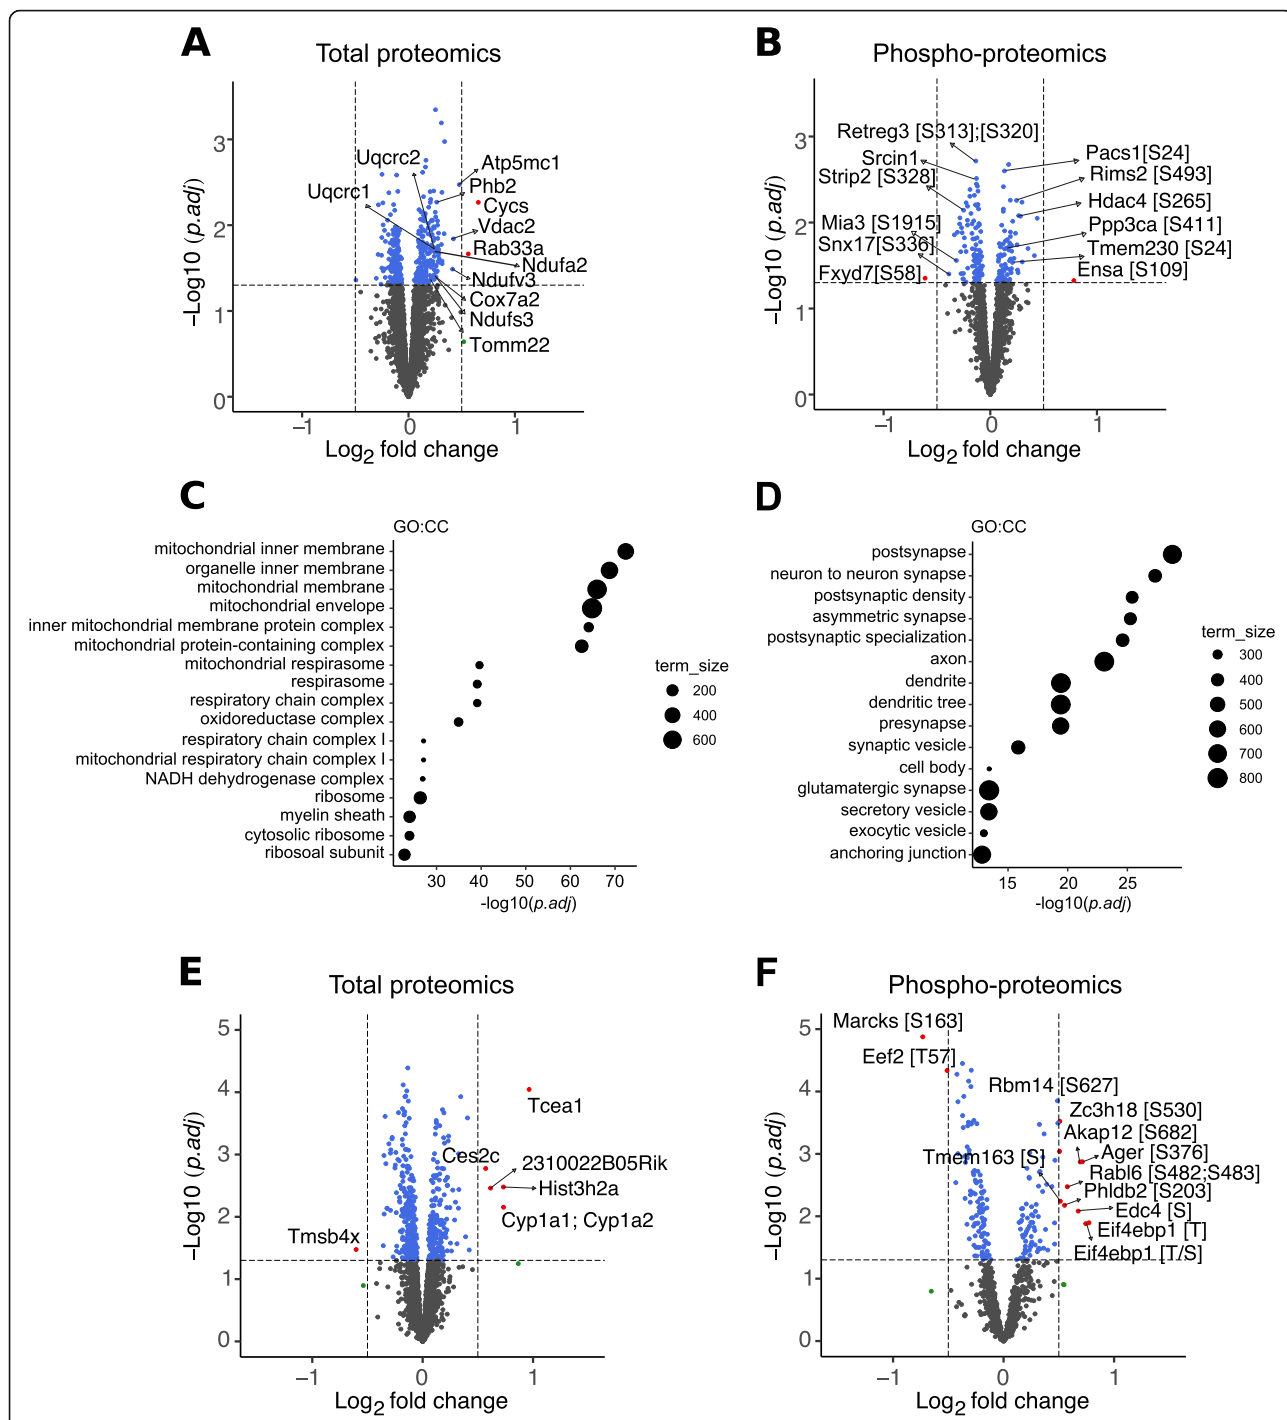 A
Total proteomics
3
2
1
0
−Log10 (p.adj)
Uqcrc2
Uqcrc1
Atp5mc1
Phb2
Cycs
Vdac2
Rab33a
Ndufa2
Ndufv3
Cox7a2
Ndufs3
Tomm22
−1
0
1
Log2 fold change
B
Phospho-proteomics
3
2
1
0
−Log10 (p.adj)
Retreg3 [S313];[S320]
Srcin1
Strip2 [S328]
Mia3 [S1915]
Snx17[S336]
Fxyd7[S58]
Pacs1[S24]
Rims2 [S493]
Hdac4 [S265]
Ppp3ca [S411]
Tmem230 [S24]
Ensa [S109]
−1
0
1
Log2 fold change
C
GO:CC
mitochondrial inner membrane
organelle inner membrane
mitochondrial membrane
mitochondrial envelope
inner mitochondrial membrane protein complex
mitochondrial protein-containing complex
mitochondrial respirasome
respirasome
respiratory chain complex
oxidoreductase complex
respiratory chain complex I
mitochondrial respiratory chain complex I
NADH dehydrogenase complex
ribosome
myelin sheath
cytosolic ribosome
ribosoal subunit
30 40 50 60 70
-log10(p.adj)
term_size
200
400
600
D
GO:CC
postsynapse
neuron to neuron synapse
postsynaptic density
asymmetric synapse
postsynaptic specialization
axon
dendrite
dendritic tree
presynapse
synaptic vesicle
cell body
glutamatergic synapse
secretory vesicle
exocytic vesicle
anchoring junction
15 20 25
-log10(p.adj)
term_size
300
400
500
600
700
800
E
Total proteomics
5
4
3
2
1
0
−Log10 (p.adj)
Tcea1
Ces2c
2310022B05Rik
Hist3h2a
Cyp1a1; Cyp1a2
Tmsb4x
−1
0
1
Log2 fold change
F
Phospho-proteomics
5
4
3
2
1
0
−Log10 (p.adj)
Marcks [S163]
Eef2 [T57]
Rbm14 [S627]
Zc3h18 [S530]
Akap12 [S682]
Tmem163 [S]
Ager [S376]
Rabl6 [S482;S483]
Phldb2 [S203]
Edc4 [S]
Eif4ebp1 [T]
Eif4ebp1 [T/S]
−1
0
1
Log2 fold change